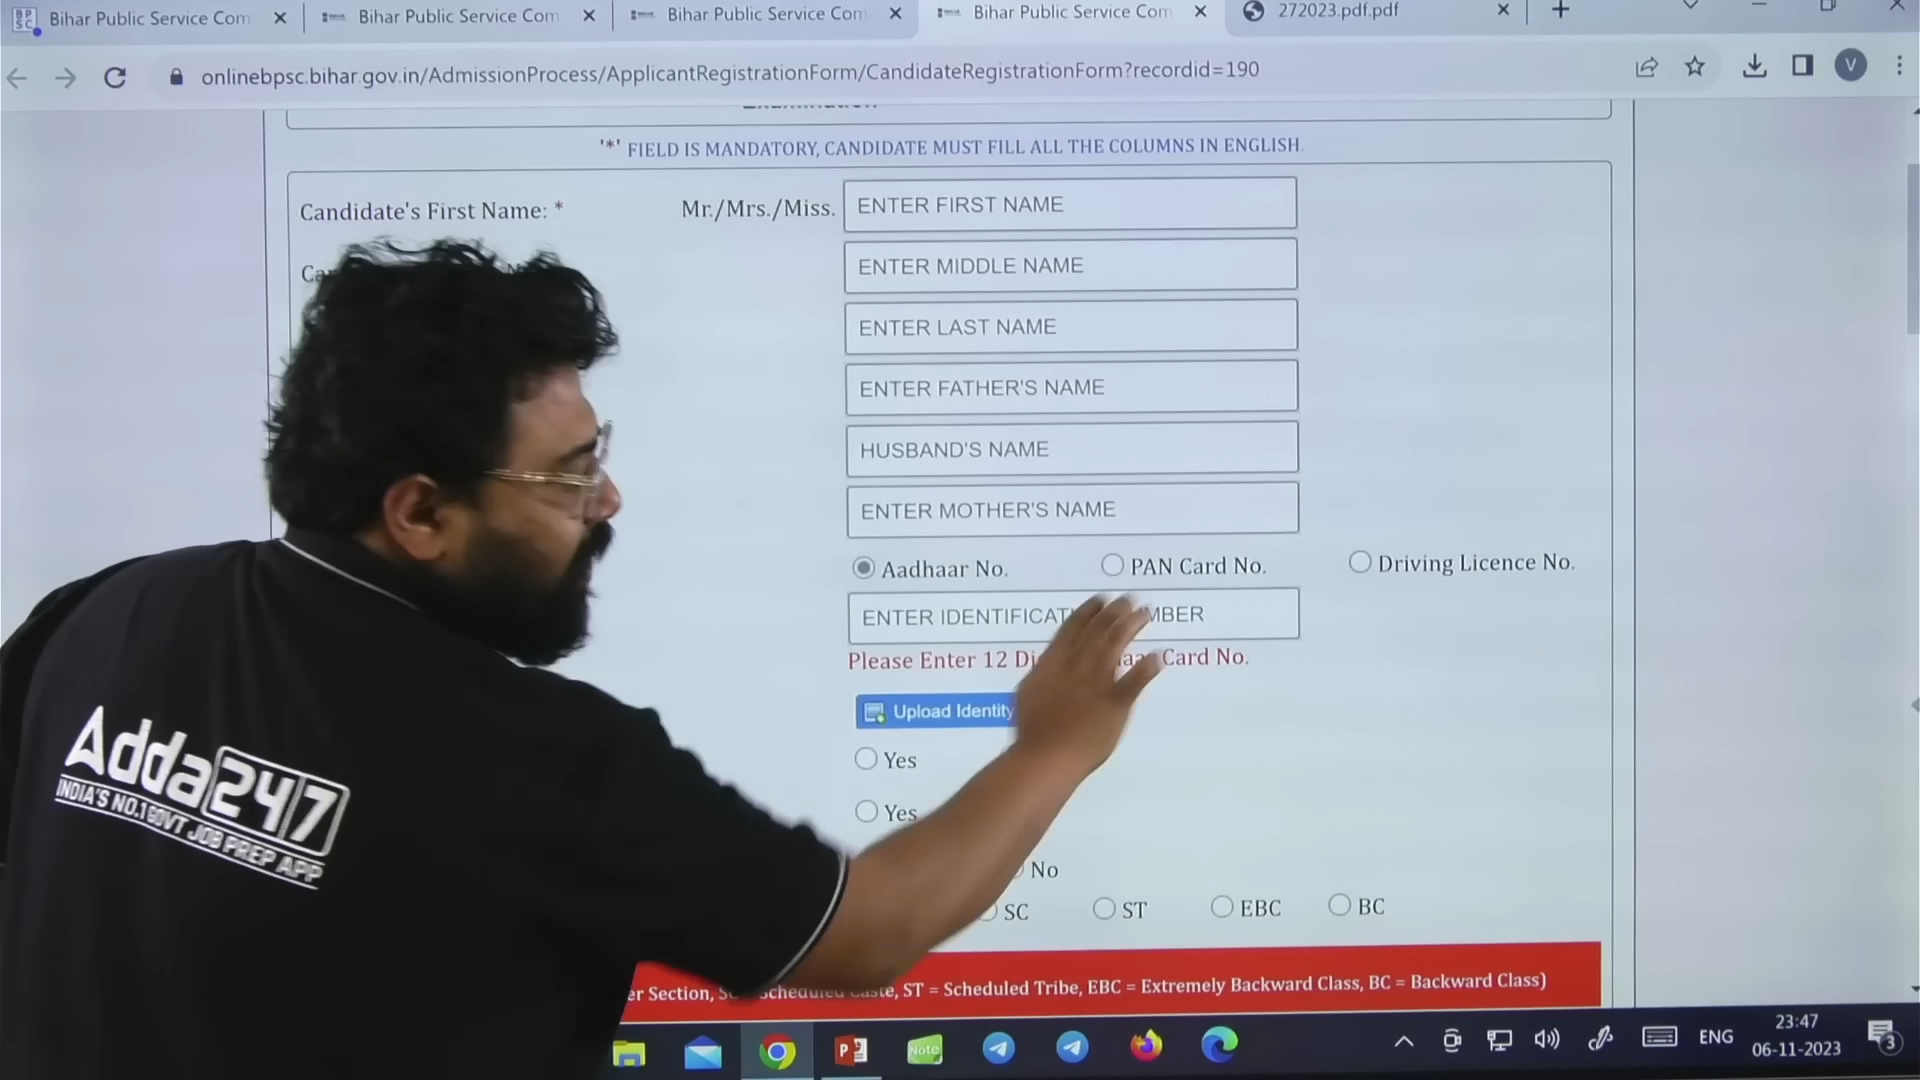 Bihar Public Service Com
Bihar Public Service Com
Bihar Public Service Com
Bihar Public Service Com
272023.pdf.pdf
onlinebpsc.bihar.gov.in/AdmissionProcess/ApplicantRegistrationForm/CandidateRegistrationForm?recordid=190
V
'*' FIELD IS MANDATORY, CANDIDATE MUST FILL ALL THE COLUMNS IN ENGLISH.
Candidate's First Name: *
Mr./Mrs./Miss.
ENTER FIRST NAME
ENTER MIDDLE NAME
ENTER LAST NAME
ENTER FATHER'S NAME
HUSBAND'S NAME
ENTER MOTHER'S NAME
Aadhaar No.
PAN Card No.
Driving Licence No.
ENTER
Please Enter 12
Card No.
Upload Identity
Yes
Yes
No
SC
ST
EBC
BC
Section,
ST = Scheduled Tribe, EBC = Extremely Backward Class, BC = Backward Class)
Adda247
INDIA'S NO.1 GOVT JOB PREP APP
Note
ENG
23:47
06-11-2023
3